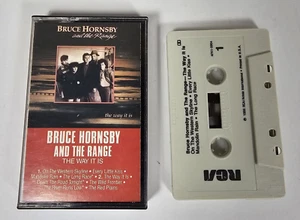 BRUCE HORNSBY
and the Range
the way it is
BRUCE HORNSBY
AND THE RANGE
THE WAY IT IS
1. On The Western Skyline • Every Little Kiss •
Mandolin Rain • The Long Race • 2. The Way It Is •
Down The Road Tonight • The Wild Frontier •
The River Runs Low • The Red Plains
1
Bruce Hornsby and The Range—The Way It Is
On The Western Skyline • Every Little Kiss •
Mandolin Rain • The Long Race
RCA